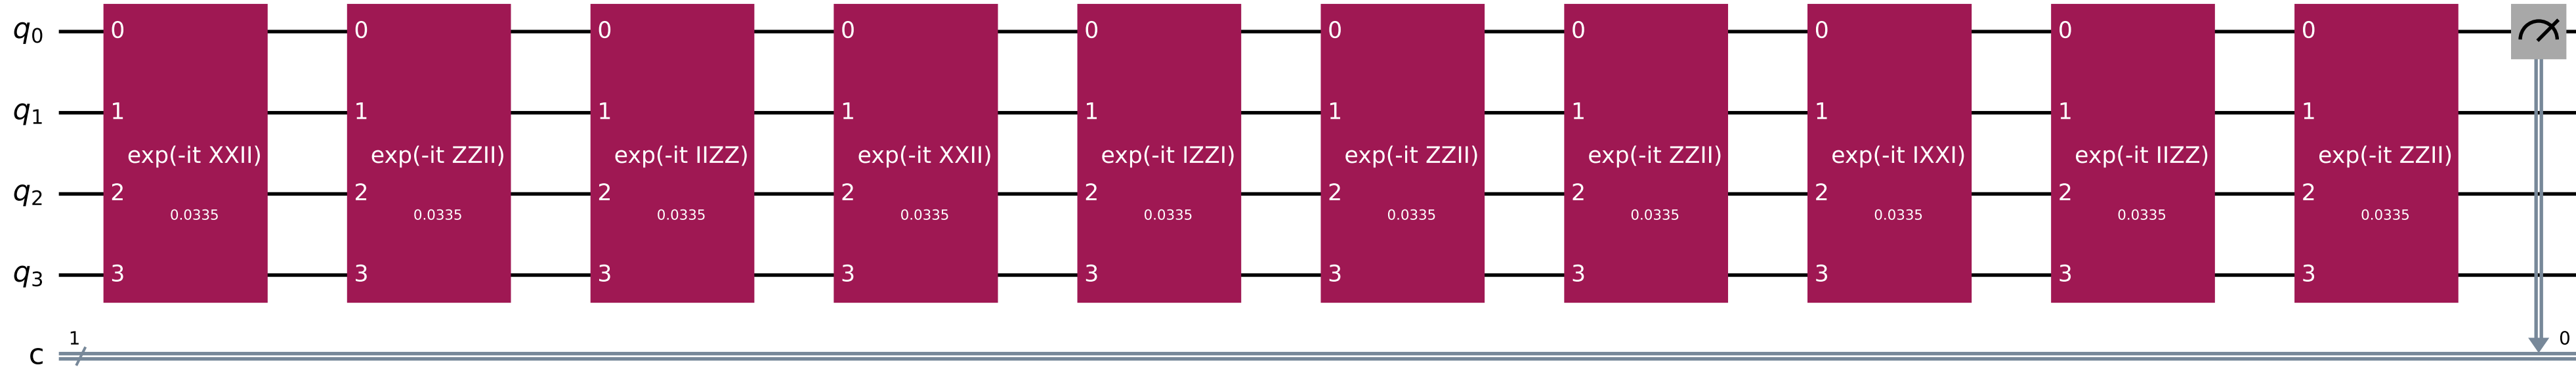 q0 0 0 0 0 0 0 0 0 0 0
q1 1 1 1 1 1 1 1 1 1 1
exp(-it XXII) exp(-it ZZII) exp(-it IIZZ) exp(-it XXII) exp(-it IZZI) exp(-it ZZII) exp(-it ZZII) exp(-it IXXI) exp(-it IIZZ) exp(-it ZZII)
q2 2 2 2 2 2 2 2 2 2 2
0.0335 0.0335 0.0335 0.0335 0.0335 0.0335 0.0335 0.0335 0.0335 0.0335
q3 3 3 3 3 3 3 3 3 3 3
1 0
c